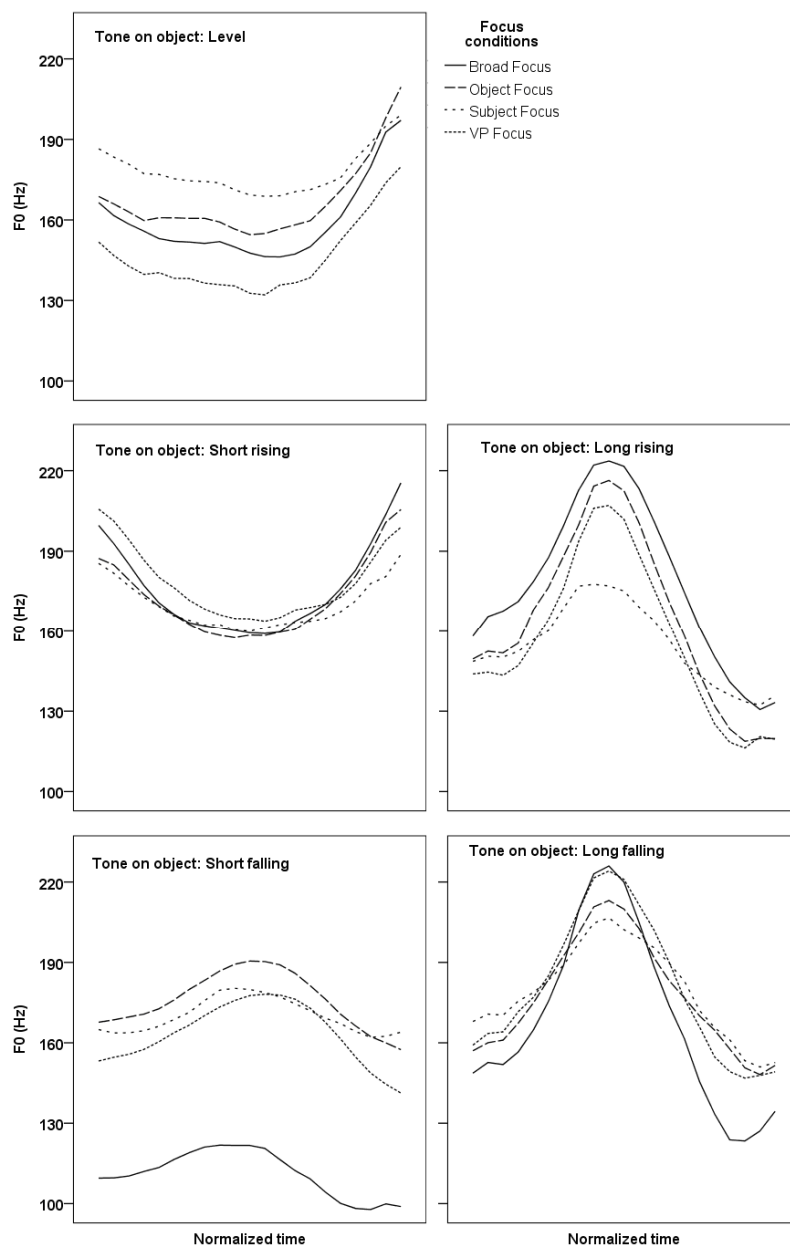 Tone on object: Level
Focus
conditions
Broad Focus
Object Focus
Subject Focus
VP Focus
220
190
160
130
100
F0 (Hz)
Tone on object: Short rising
220
190
160
130
100
F0 (Hz)
Tone on object: Long rising
Tone on object: Short falling
220
190
160
130
100
F0 (Hz)
Normalized time
Tone on object: Long falling
Normalized time